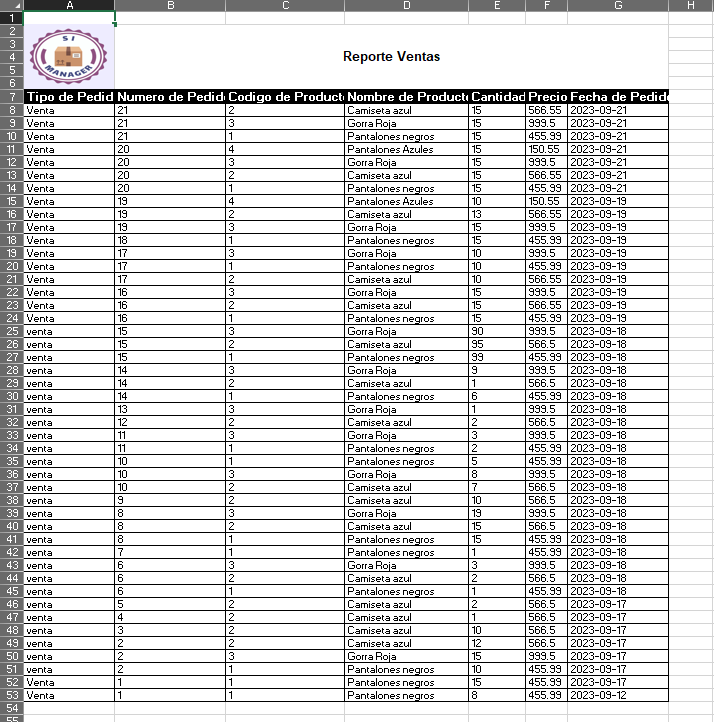 A B C D E F G H
1
2
3
4
5
6
SI
MANAGER
Reporte Ventas
7 Tipo de Pedid Numero de Pedid Codigo de Product Nombre de Product Cantidad Precio Fecha de Pedid
8 Venta 21 2 Camiseta azul 15 566.55 2023-09-21
9 Venta 21 3 Gorra Roja 15 999.5 2023-09-21
10 Venta 21 1 Pantalones negros 15 455.99 2023-09-21
11 Venta 20 4 Pantalones Azules 15 150.55 2023-09-21
12 Venta 20 3 Gorra Roja 15 999.5 2023-09-21
13 Venta 20 2 Camiseta azul 15 566.55 2023-09-21
14 Venta 20 1 Pantalones negros 15 455.99 2023-09-21
15 Venta 19 4 Pantalones Azules 10 150.55 2023-09-19
16 Venta 19 2 Camiseta azul 13 566.55 2023-09-19
17 Venta 19 3 Gorra Roja 15 999.5 2023-09-19
18 Venta 18 1 Pantalones negros 15 455.99 2023-09-19
19 Venta 17 3 Gorra Roja 10 999.5 2023-09-19
20 Venta 17 1 Pantalones negros 10 455.99 2023-09-19
21 Venta 17 2 Camiseta azul 10 566.55 2023-09-19
22 Venta 16 3 Gorra Roja 15 999.5 2023-09-19
23 Venta 16 2 Camiseta azul 15 566.55 2023-09-19
24 Venta 16 1 Pantalones negros 15 455.99 2023-09-19
25 venta 15 3 Gorra Roja 90 999.5 2023-09-18
26 venta 15 2 Camiseta azul 95 566.5 2023-09-18
27 venta 15 1 Pantalones negros 99 455.99 2023-09-18
28 venta 14 3 Gorra Roja 9 999.5 2023-09-18
29 venta 14 2 Camiseta azul 1 566.5 2023-09-18
30 venta 14 1 Pantalones negros 6 455.99 2023-09-18
31 venta 13 3 Gorra Roja 1 999.5 2023-09-18
32 venta 12 2 Camiseta azul 2 566.5 2023-09-18
33 venta 11 3 Gorra Roja 3 999.5 2023-09-18
34 venta 11 1 Pantalones negros 2 455.99 2023-09-18
35 venta 10 1 Pantalones negros 5 455.99 2023-09-18
36 venta 10 3 Gorra Roja 8 999.5 2023-09-18
37 venta 10 2 Camiseta azul 7 566.5 2023-09-18
38 venta 9 2 Camiseta azul 10 566.5 2023-09-18
39 venta 8 3 Gorra Roja 19 999.5 2023-09-18
40 venta 8 2 Camiseta azul 15 566.5 2023-09-18
41 venta 8 1 Pantalones negros 15 455.99 2023-09-18
42 venta 7 1 Pantalones negros 1 455.99 2023-09-18
43 venta 6 3 Gorra Roja 3 999.5 2023-09-18
44 venta 6 2 Camiseta azul 2 566.5 2023-09-18
45 venta 6 1 Pantalones negros 1 455.99 2023-09-18
46 venta 5 2 Camiseta azul 2 566.5 2023-09-17
47 venta 4 2 Camiseta azul 1 566.5 2023-09-17
48 venta 3 2 Camiseta azul 10 566.5 2023-09-17
49 venta 2 2 Camiseta azul 12 566.5 2023-09-17
50 venta 2 3 Gorra Roja 15 999.5 2023-09-17
51 venta 2 1 Pantalones negros 10 455.99 2023-09-17
52 Venta 1 1 Pantalones negros 15 455.99 2023-09-17
53 Venta 1 1 Pantalones negros 8 455.99 2023-09-12
54
55